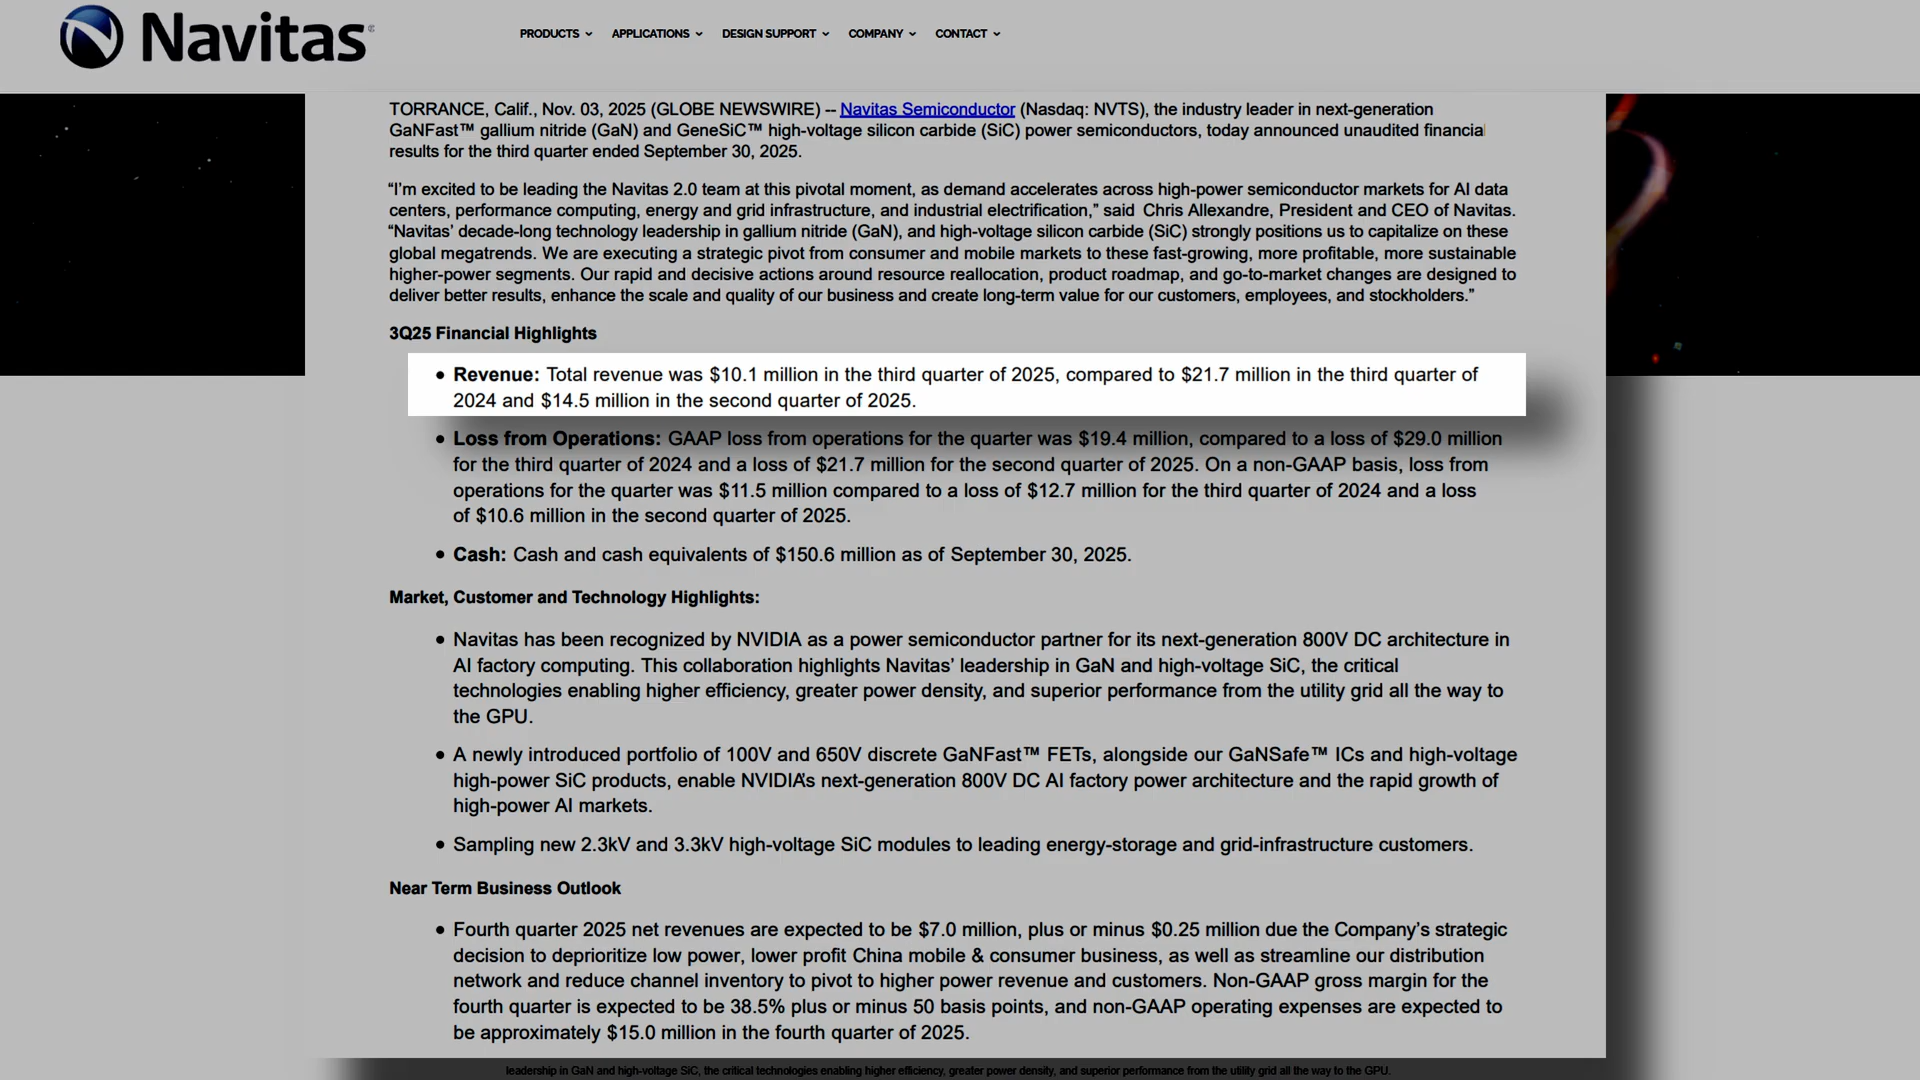 Navitas
PRODUCTS APPLICATIONS DESIGN SUPPORT COMPANY CONTACT
TORRANCE, Calif., Nov. 03, 2025 (GLOBE NEWSWIRE) -- Navitas Semiconductor (Nasdaq: NVTS), the industry leader in next-generation
GaNFast™ gallium nitride (GaN) and GeneSiC™ high-voltage silicon carbide (SiC) power semiconductors, today announced unaudited financial
results for the third quarter ended September 30, 2025.
“I’m excited to be leading the Navitas 2.0 team at this pivotal moment, as demand accelerates across high-power semiconductor markets for AI data
centers, performance computing, energy and grid infrastructure, and industrial electrification,” said Chris Allexandre, President and CEO of Navitas.
“Navitas’ decade-long technology leadership in gallium nitride (GaN), and high-voltage silicon carbide (SiC) strongly positions us to capitalize on these
global megatrends. We are executing a strategic pivot from consumer and mobile markets to these fast-growing, more profitable, more sustainable
higher-power segments. Our rapid and decisive actions around resource reallocation, product roadmap, and go-to-market changes are designed to
deliver better results, enhance the scale and quality of our business and create long-term value for our customers, employees, and stockholders.”
3Q25 Financial Highlights
• Revenue: Total revenue was $10.1 million in the third quarter of 2025, compared to $21.7 million in the third quarter of
2024 and $14.5 million in the second quarter of 2025.
• Loss from Operations: GAAP loss from operations for the quarter was $19.4 million, compared to a loss of $29.0 million
for the third quarter of 2024 and a loss of $21.7 million for the second quarter of 2025. On a non-GAAP basis, loss from
operations for the quarter was $11.5 million compared to a loss of $12.7 million for the third quarter of 2024 and a loss
of $10.6 million in the second quarter of 2025.
• Cash: Cash and cash equivalents of $150.6 million as of September 30, 2025.
Market, Customer and Technology Highlights:
• Navitas has been recognized by NVIDIA as a power semiconductor partner for its next-generation 800V DC architecture in
AI factory computing. This collaboration highlights Navitas’ leadership in GaN and high-voltage SiC, the critical
technologies enabling higher efficiency, greater power density, and superior performance from the utility grid all the way to
the GPU.
• A newly introduced portfolio of 100V and 650V discrete GaNFast™ FETs, alongside our GaNSafe™ ICs and high-voltage
high-power SiC products, enable NVIDIA’s next-generation 800V DC AI factory power architecture and the rapid growth of
high-power AI markets.
• Sampling new 2.3kV and 3.3kV high-voltage SiC modules to leading energy-storage and grid-infrastructure customers.
Near Term Business Outlook
• Fourth quarter 2025 net revenues are expected to be $7.0 million, plus or minus $0.25 million due the Company’s strategic
decision to deprioritize low power, lower profit China mobile & consumer business, as well as streamline our distribution
network and reduce channel inventory to pivot to higher power revenue and customers. Non-GAAP gross margin for the
fourth quarter is expected to be 38.5% plus or minus 50 basis points, and non-GAAP operating expenses are expected to
be approximately $15.0 million in the fourth quarter of 2025.
leadership in GaN and high-voltage SiC, the critical technologies enabling higher efficiency, greater power density, and superior performance from the utility grid all the way to the GPU.